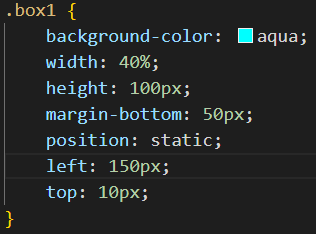 .box1 {
    background-color: aqua;
    width: 40%;
    height: 100px;
    margin-bottom: 50px;
    position: static;
    left: 150px;
    top: 10px;
}